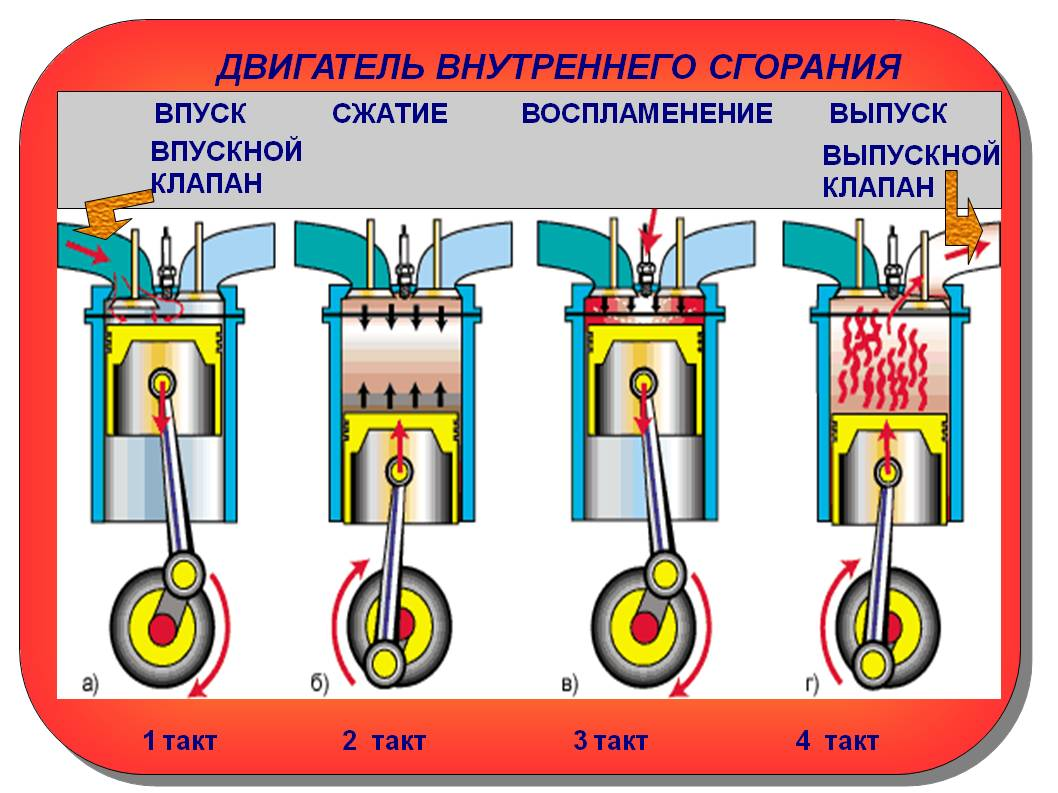 ДВИГАТЕЛЬ ВНУТРЕННЕГО СГОРАНИЯ
ВПУСК СЖАТИЕ ВОСПЛАМЕНЕНИЕ ВЫПУСК
ВПУСКНОЙ
КЛАПАН
ВЫПУСКНОЙ
КЛАПАН
а) б) в) г)
1 такт 2 такт 3 такт 4 такт